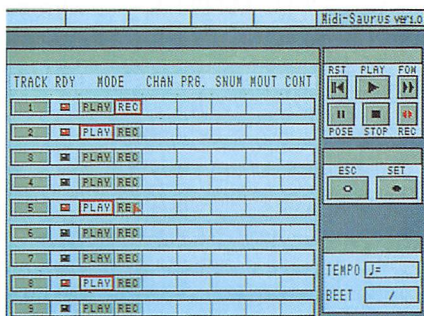 Midi-Saurus ver1.0
TRACK RDY MODE CHAN PRG. SNUM MOUT CONT
1 PLAY REC
2 PLAY REC
3 PLAY REC
4 PLAY REC
5 PLAY REC
6 PLAY REC
7 PLAY REC
8 PLAY REC
9 PLAY REC
RST PLAY FOW
POSE STOP REC
ESC SET
TEMPO ♩=
BEET /